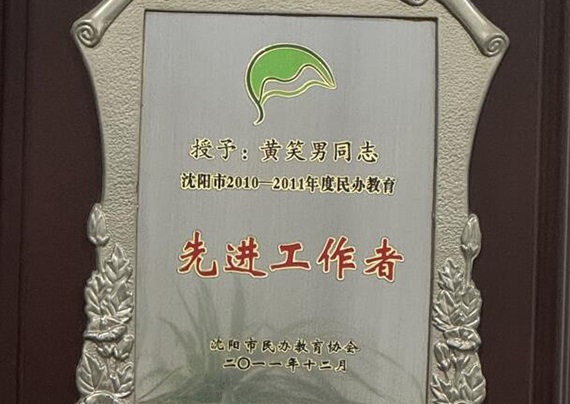 授予：黄笑男同志
沈阳市2010—2011年度民办教育
先进工作者
沈阳市民办教育协会
二〇一一年十二月